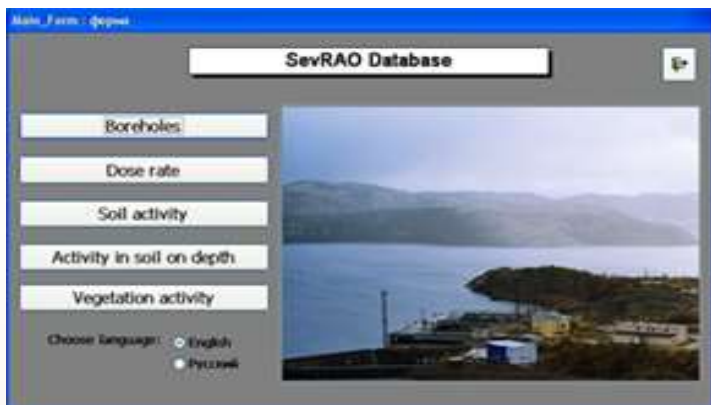 Main_Form : форма
SevRAO Database
Boreholes
Dose rate
Soil activity
Activity in soil on depth
Vegetation activity
Choose language:
English
Русский